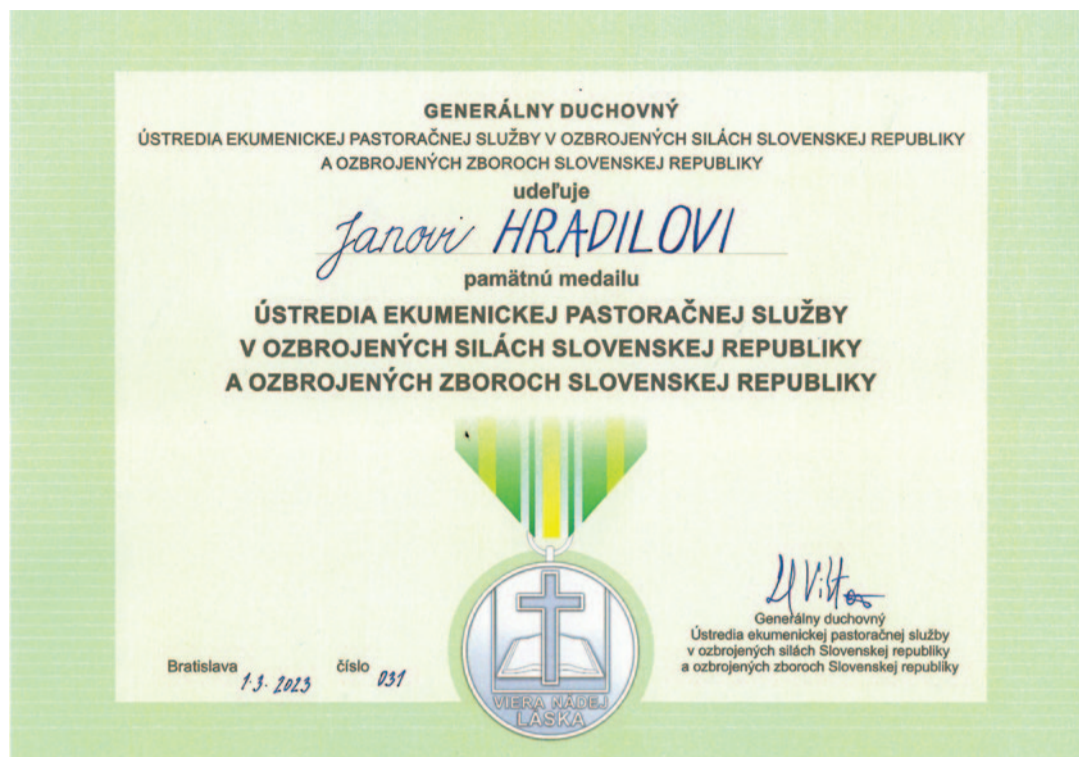 GENERÁLNY DUCHOVNÝ
ÚSTREDIA EKUMENICKEJ PASTORAČNEJ SLUŽBY V OZBROJENÝCH SILÁCH SLOVENSKEJ REPUBLIKY
A OZBROJENÝCH ZBOROCH SLOVENSKEJ REPUBLIKY
udeľuje
Janovi HRADILOVI
pamätnú medailu
ÚSTREDIA EKUMENICKEJ PASTORAČNEJ SLUŽBY
V OZBROJENÝCH SILÁCH SLOVENSKEJ REPUBLIKY
A OZBROJENÝCH ZBOROCH SLOVENSKEJ REPUBLIKY
Generálny duchovný
Ústredia ekumenickej pastoračnej služby
v ozbrojených silách Slovenskej republiky
a ozbrojených zboroch Slovenskej republiky
Bratislava 1.3. 2023 číslo 031
VIERA NÁDEJ
LÁSKA